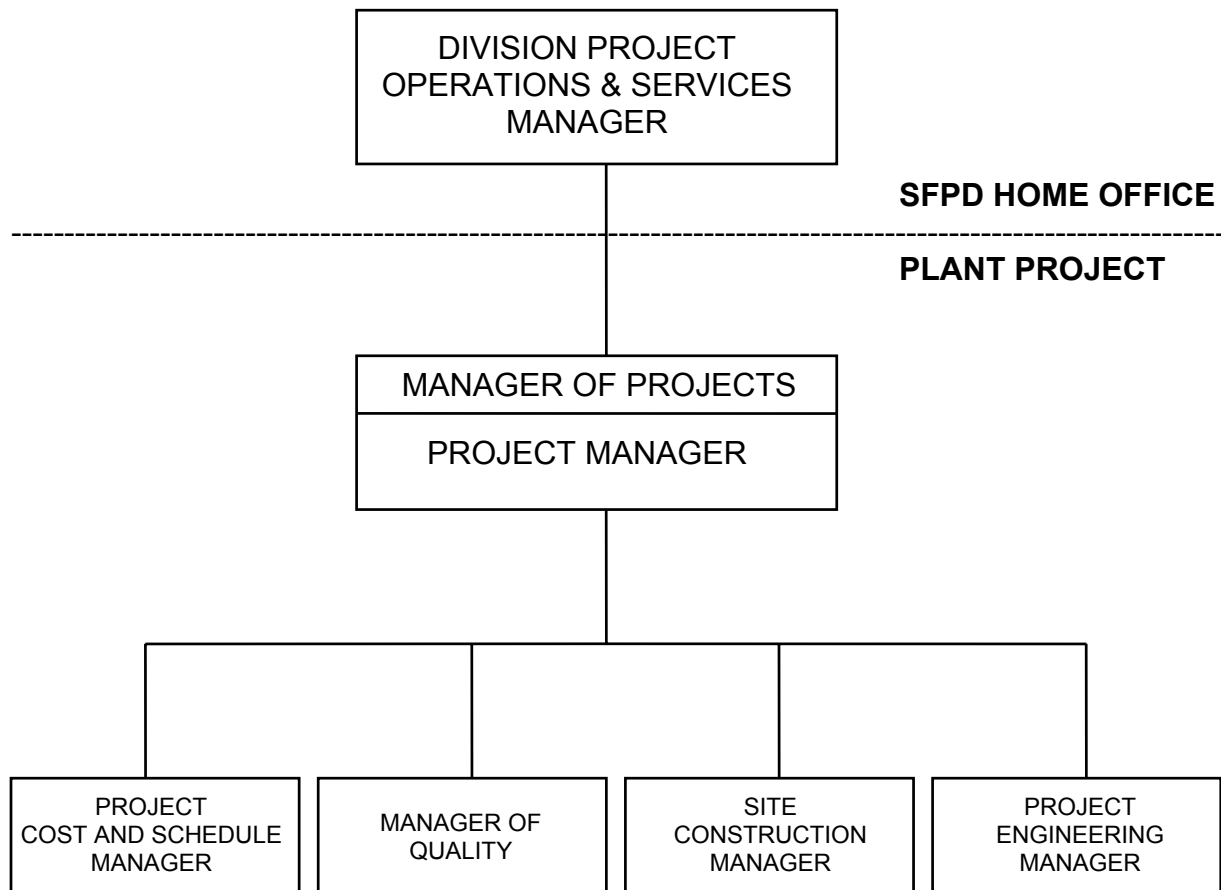 DIVISION PROJECT
OPERATIONS & SERVICES
MANAGER
SFPD HOME OFFICE
PLANT PROJECT
MANAGER OF PROJECTS
PROJECT MANAGER
PROJECT
COST AND SCHEDULE
MANAGER
MANAGER OF
QUALITY
SITE
CONSTRUCTION
MANAGER
PROJECT
ENGINEERING
MANAGER